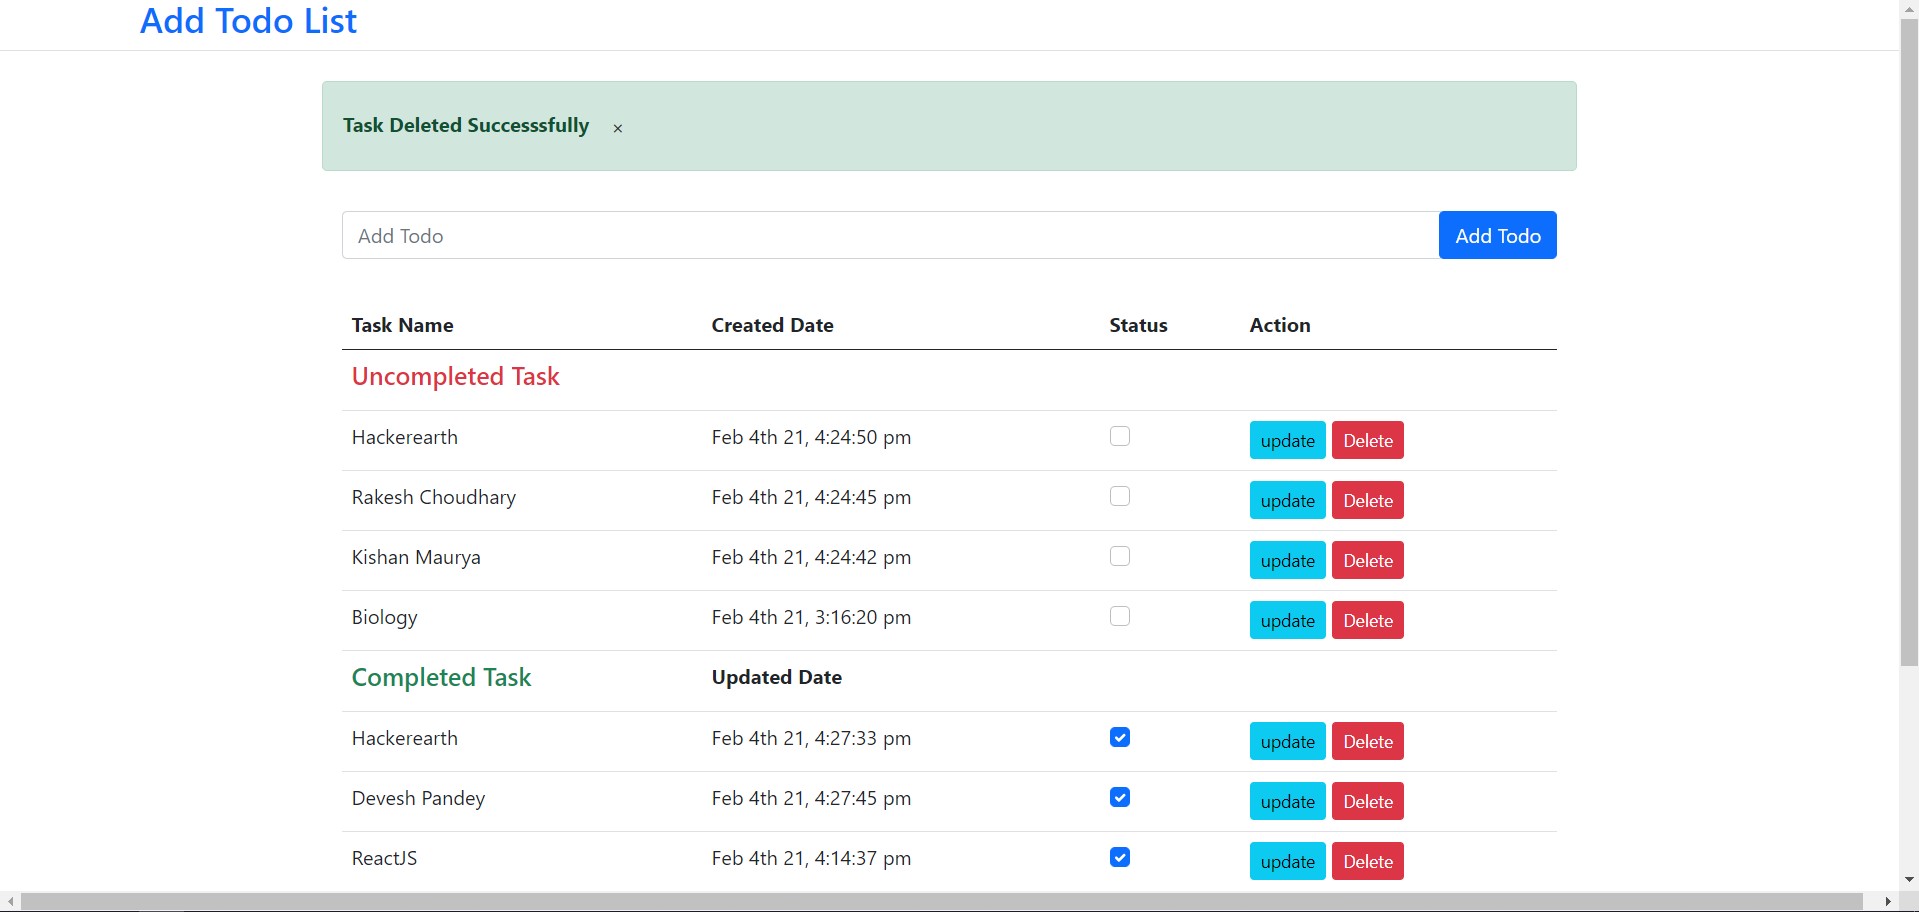 Add Todo List
Task Deleted Successsfully ×
Add Todo Add Todo
Task Name Created Date Status Action
Uncompleted Task
Hackerearth Feb 4th 21, 4:24:50 pm update Delete
Rakesh Choudhary Feb 4th 21, 4:24:45 pm update Delete
Kishan Maurya Feb 4th 21, 4:24:42 pm update Delete
Biology Feb 4th 21, 3:16:20 pm update Delete
Completed Task Updated Date
Hackerearth Feb 4th 21, 4:27:33 pm update Delete
Devesh Pandey Feb 4th 21, 4:27:45 pm update Delete
ReactJS Feb 4th 21, 4:14:37 pm update Delete